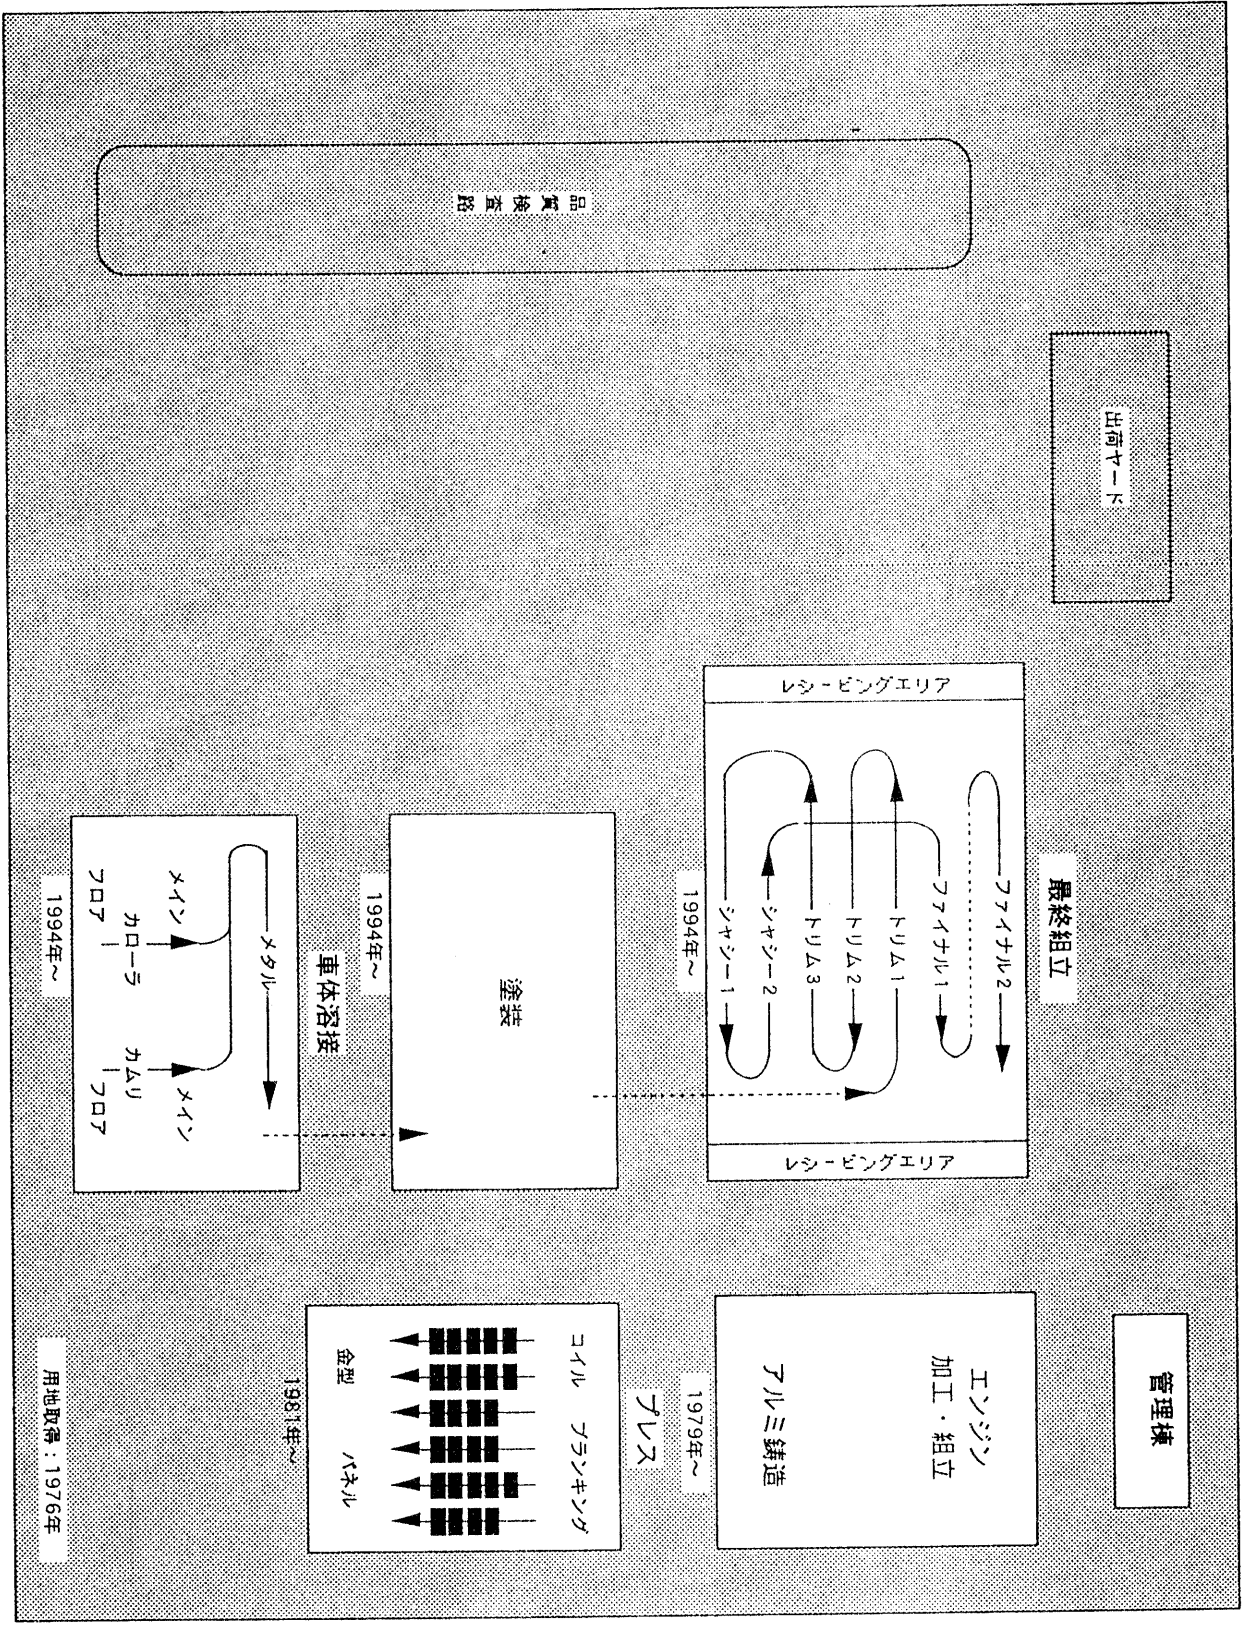 出荷ヤード
管理棟
最終組立
レシービングエリア
ファイナル2
ファイナル1
トリム1
トリム2
トリム3
シャシー2
シャシー1
レシービングエリア
1994年〜
エンジン
加工・組立
アルミ鋳造
1979年〜
品質検査路
塗装
1994年〜
プレス
コイル ブランキング
金型 パネル
1981年〜
車体溶接
メタル
メイン メイン
カローラ カムリ
フロア フロア
1994年〜
用地取得：1976年